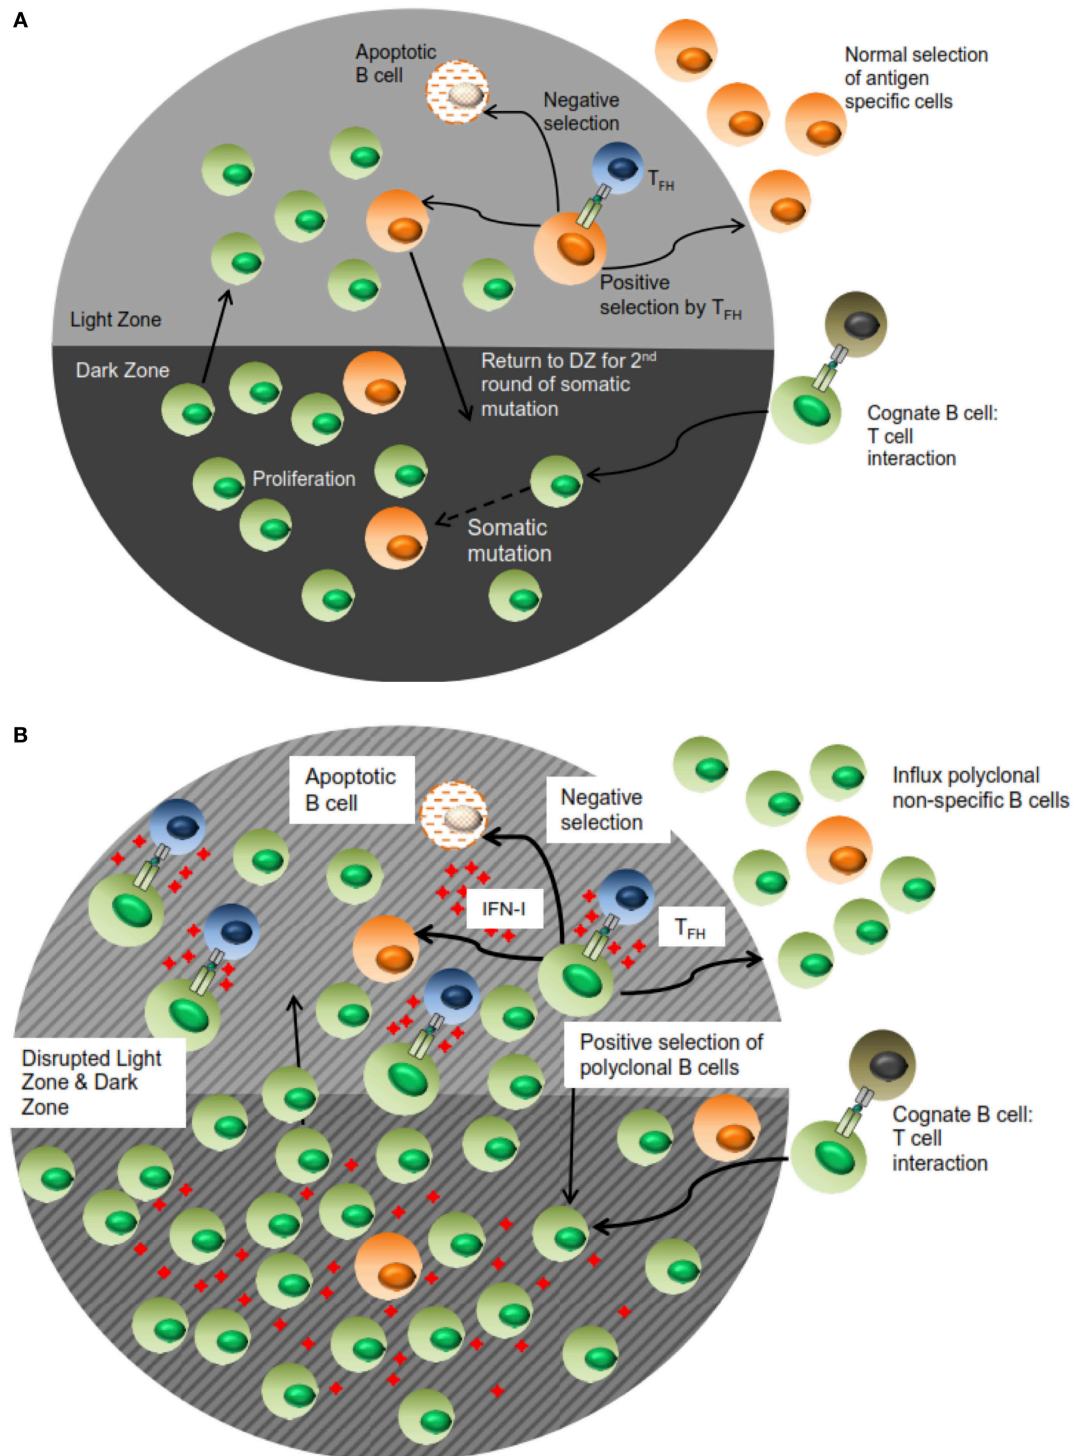 A
Apoptotic
B cell
Negative
selection
Normal selection
of antigen
specific cells
TFH
Positive
selection by TFH
Light Zone
Dark Zone
Return to DZ for 2nd
round of somatic
mutation
Cognate B cell:
T cell
interaction
Proliferation
Somatic
mutation
B
Apoptotic
B cell
Negative
selection
Influx polyclonal
non-specific B cells
IFN-I
TFH
Disrupted Light
Zone & Dark
Zone
Positive selection of
polyclonal B cells
Cognate B cell:
T cell
interaction